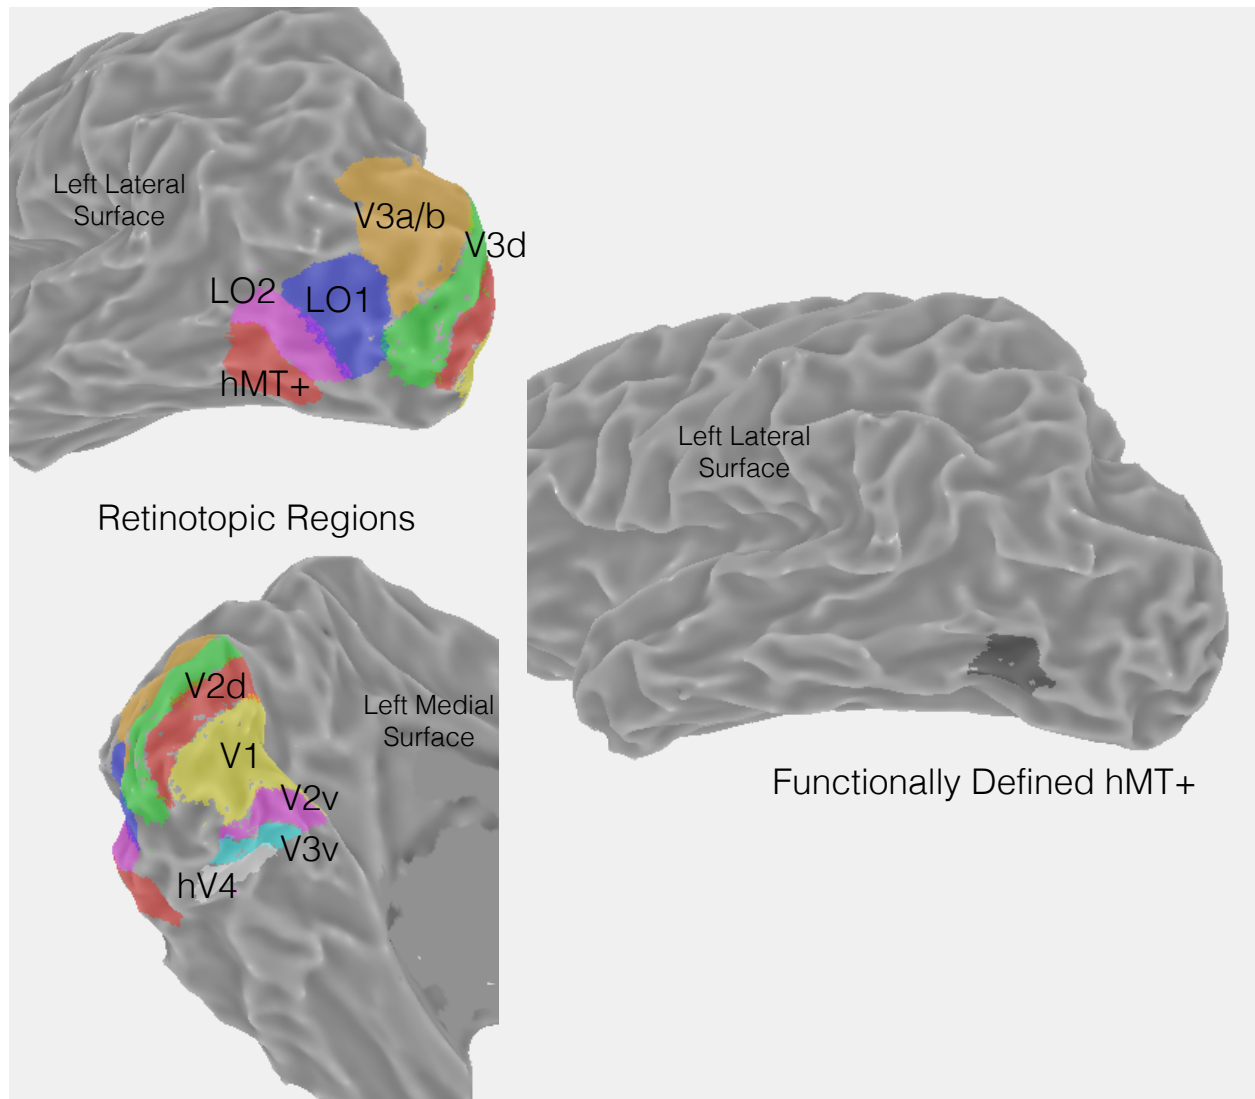 Left Lateral
Surface
V3a/b
V3d
LO2
LO1
hMT+
Retinotopic Regions
V2d
Left Medial
Surface
V1
V2v
V3v
hV4
Left Lateral
Surface
Functionally Defined hMT+